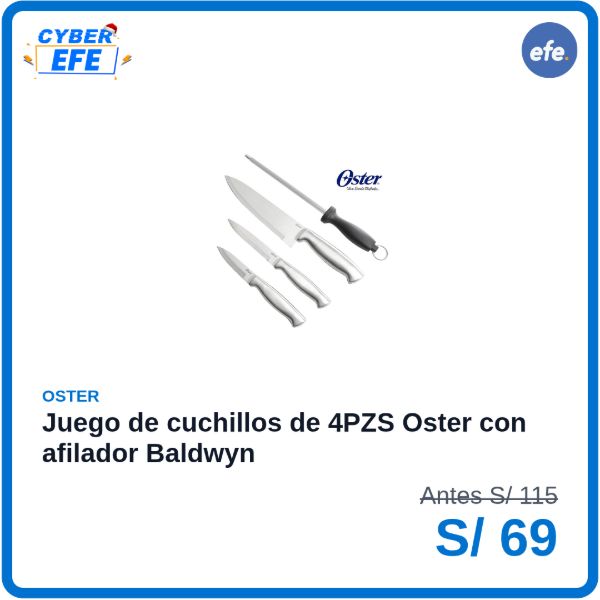 CYBER
EFE
efe.
Oster
OSTER
Juego de cuchillos de 4PZS Oster con
afilador Baldwyn
Antes S/ 115
S/ 69